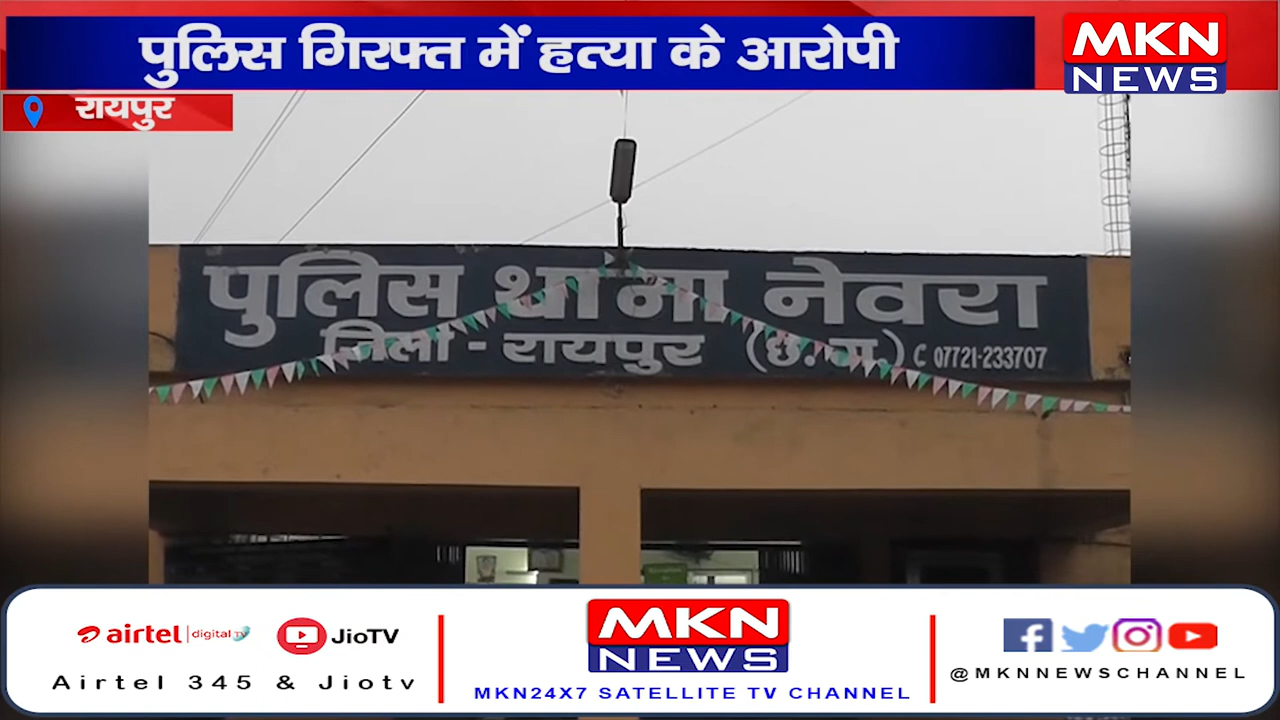 पुलिस गिरफ्त में हत्या के आरोपी
MKN
NEWS
रायपुर
पुलिस थाना नेवरा
जिला - रायपुर (छ.ग.) C 07721-233707
airtel digital TV
JioTV
Airtel 345 & Jiotv
MKN
NEWS
MKN24X7 SATELLITE TV CHANNEL
@MKNNEWSCHANNEL